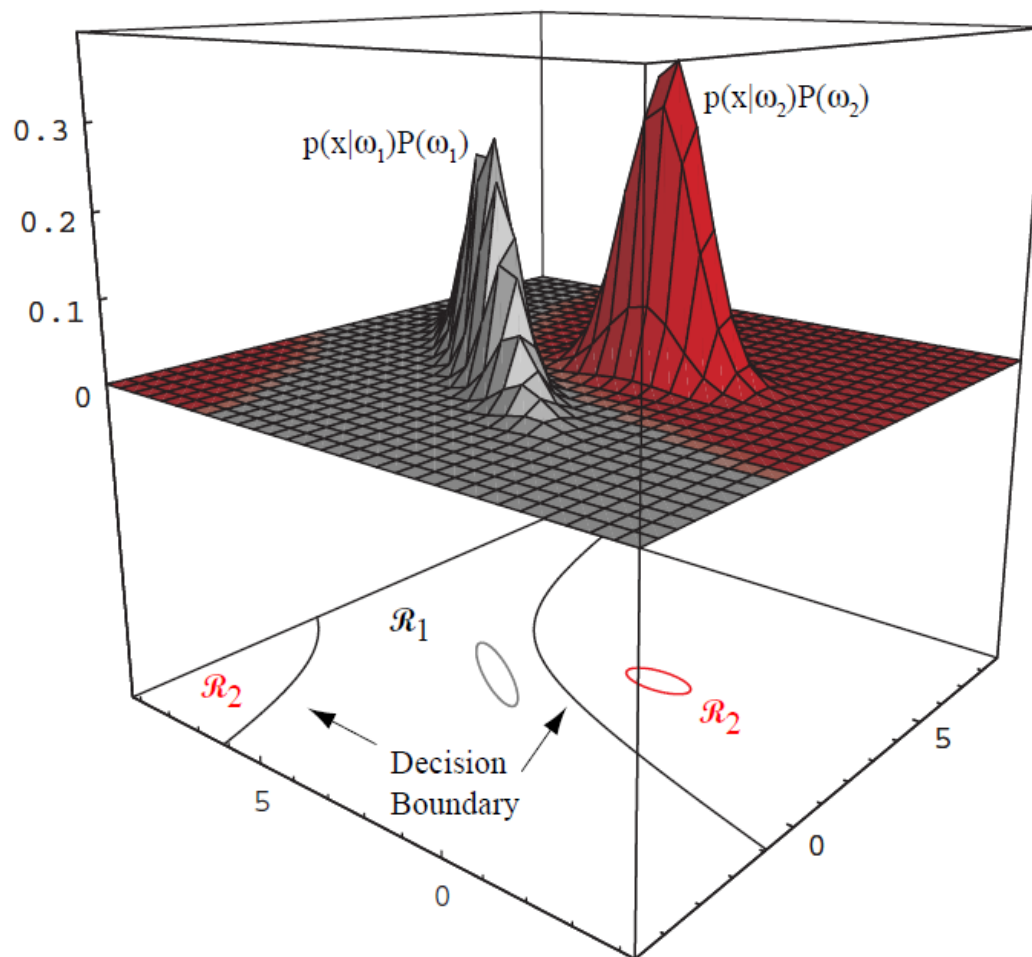 0.3
0.2
0.1
0
p(x|ω₁)P(ω₁)
p(x|ω₂)P(ω₂)
ℛ₁
ℛ₂
ℛ₂
Decision
Boundary
5
0
0
5